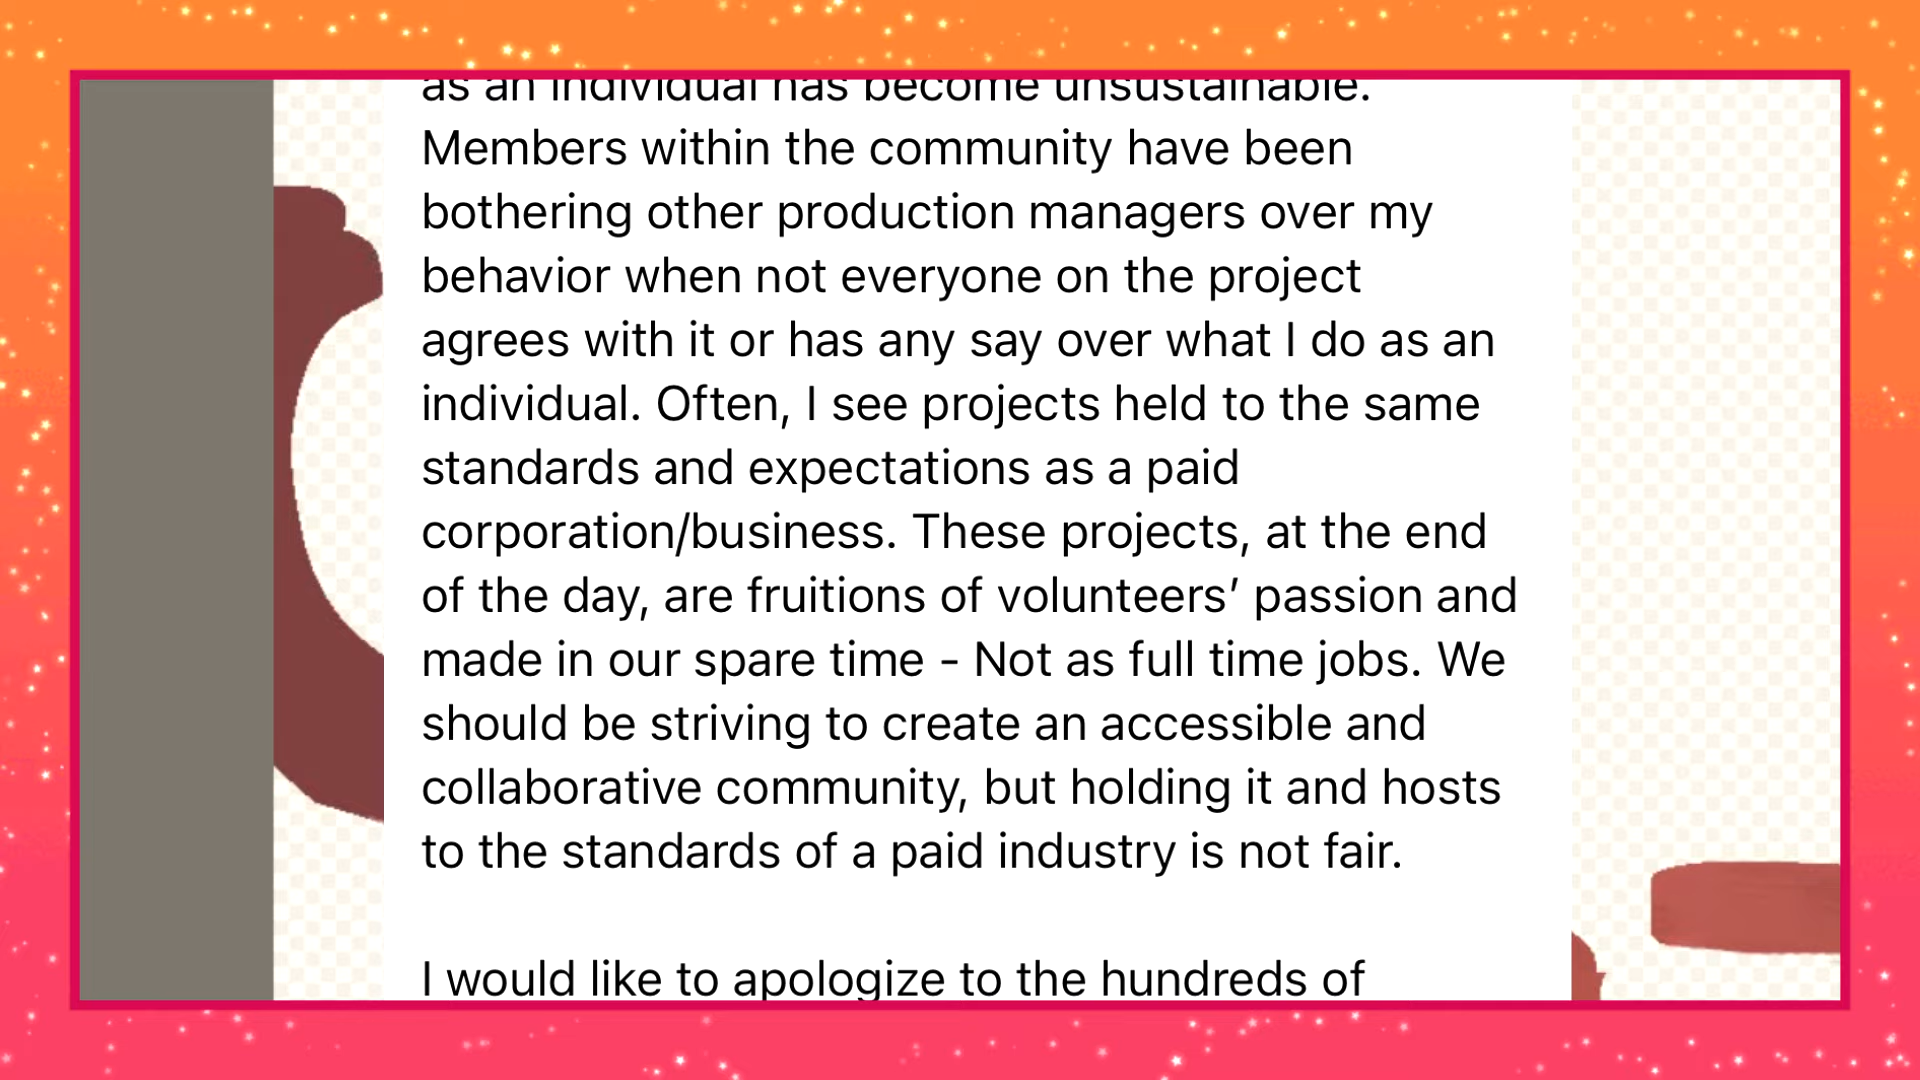 as an individual has become unsustainable.
Members within the community have been
bothering other production managers over my
behavior when not everyone on the project
agrees with it or has any say over what I do as an
individual. Often, I see projects held to the same
standards and expectations as a paid
corporation/business. These projects, at the end
of the day, are fruitions of volunteers’ passion and
made in our spare time - Not as full time jobs. We
should be striving to create an accessible and
collaborative community, but holding it and hosts
to the standards of a paid industry is not fair.
I would like to apologize to the hundreds of